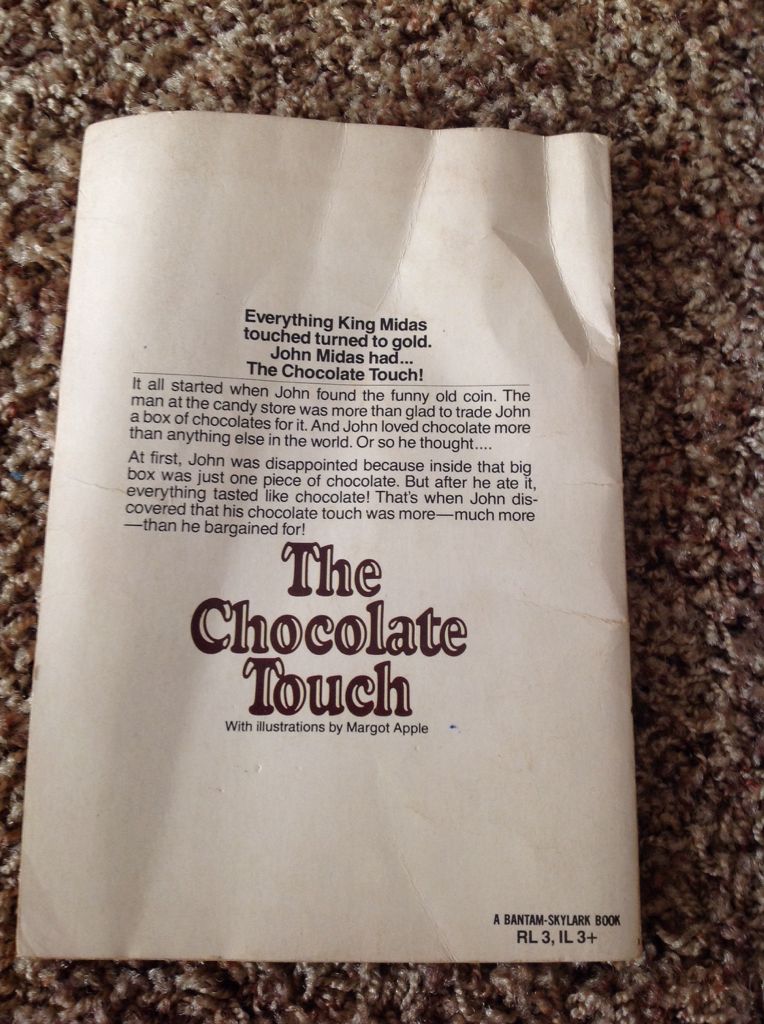 Everything King Midas
touched turned to gold.
John Midas had...
The Chocolate Touch!
It all started when John found the funny old coin. The
man at the candy store was more than glad to trade John
a box of chocolates for it. And John loved chocolate more
than anything else in the world. Or so he thought....
At first, John was disappointed because inside that big
box was just one piece of chocolate. But after he ate it,
everything tasted like chocolate! That's when John dis-
covered that his chocolate touch was more—much more
—than he bargained for!
The
Chocolate
Touch
With illustrations by Margot Apple
A BANTAM-SKYLARK BOOK
RL 3, IL 3+